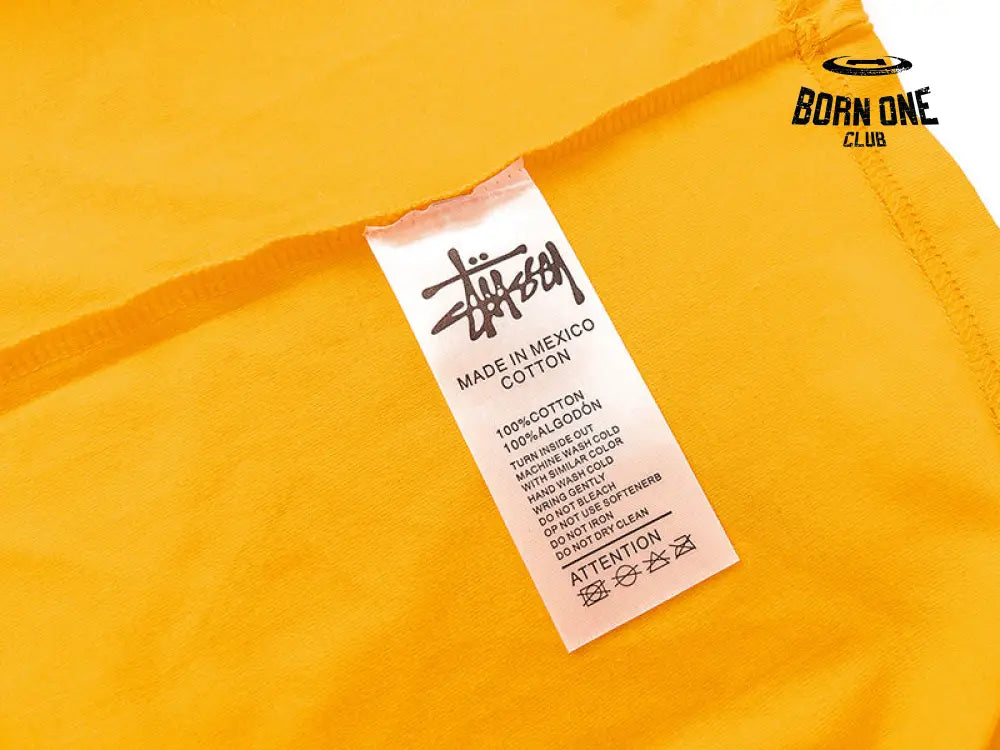 BORN ONE
CLUB
Stüssy
MADE IN MEXICO
COTTON
100%COTTON
100%ALGODÓN
TURN INSIDE OUT
MACHINE WASH COLD
WITH SIMILAR COLOR
HAND WASH COLD
WRING GENTLY
DO NOT BLEACH
OP NOT USE SOFTENERB
DO NOT IRON
DO NOT DRY CLEAN
ATTENTION